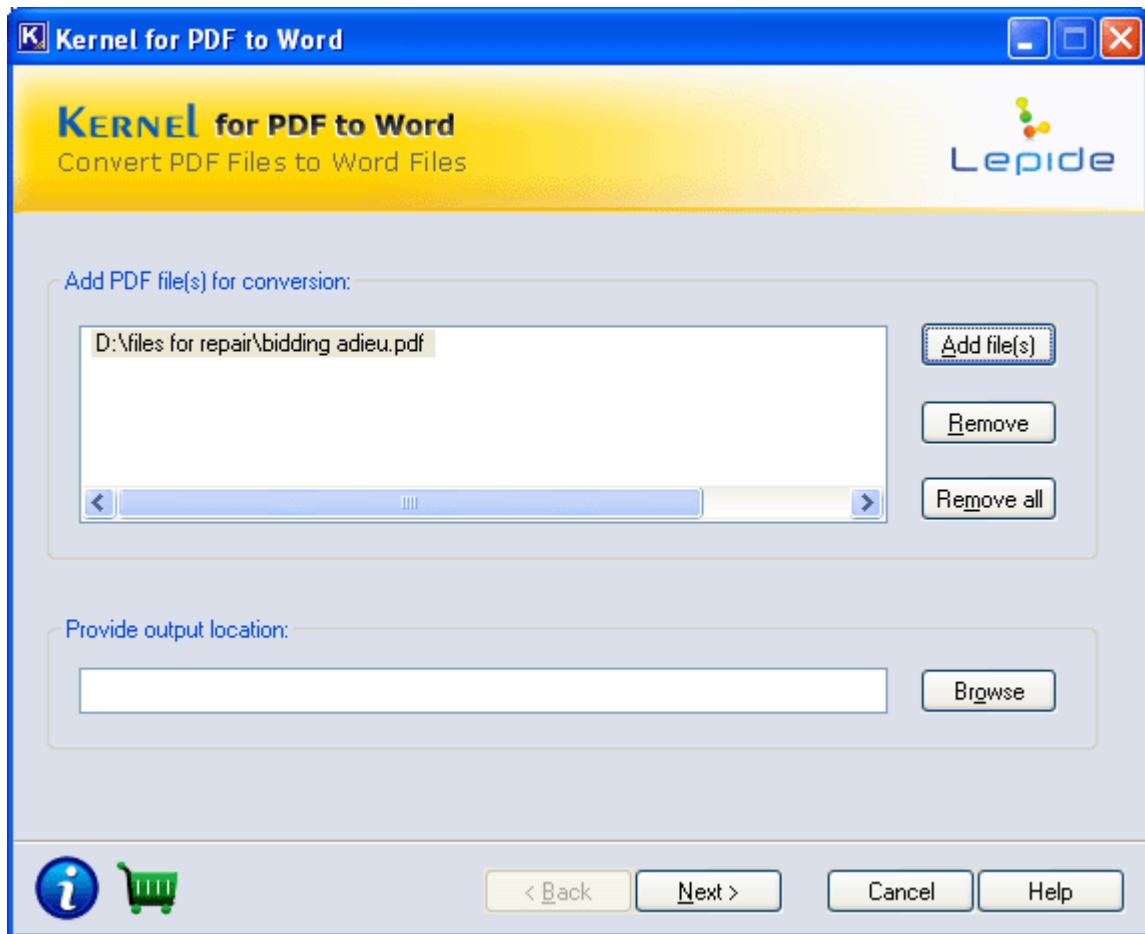 Kernel for PDF to Word
KERNEL for PDF to Word
Convert PDF Files to Word Files
Lepide
Add PDF file(s) for conversion:
D:\files for repair\bidding adieu.pdf
Add file(s)
Remove
Remove all
Provide output location:
Browse
< Back
Next >
Cancel
Help